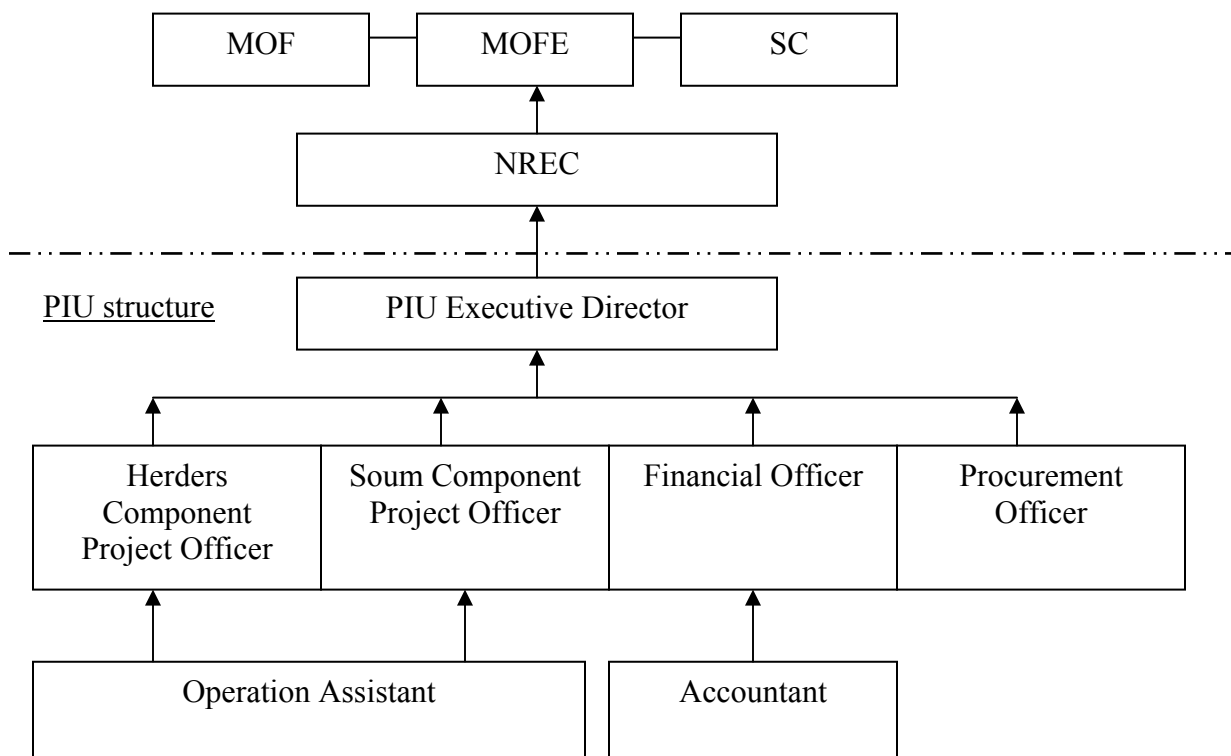 MOF
MOFE
SC
NREC
PIU structure
PIU Executive Director
Herders
Component
Project Officer
Soum Component
Project Officer
Financial Officer
Procurement
Officer
Operation Assistant
Accountant